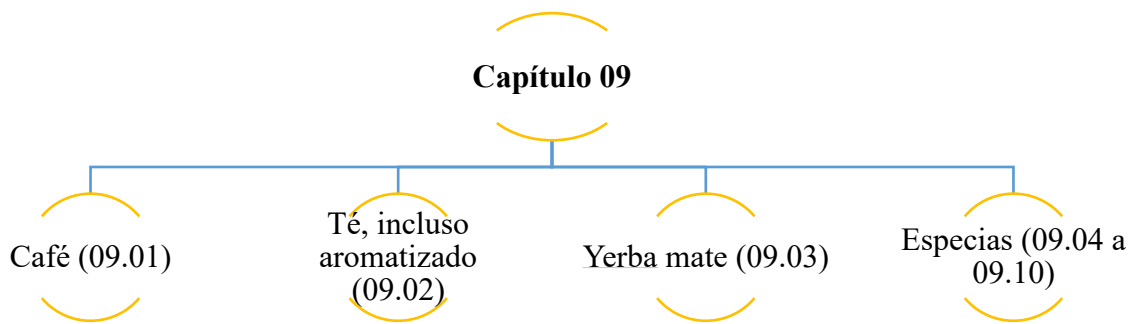 Capítulo 09
Café (09.01)
Té, incluso
aromatizado
(09.02)
Yerba mate (09.03)
Especias (09.04 a
09.10)